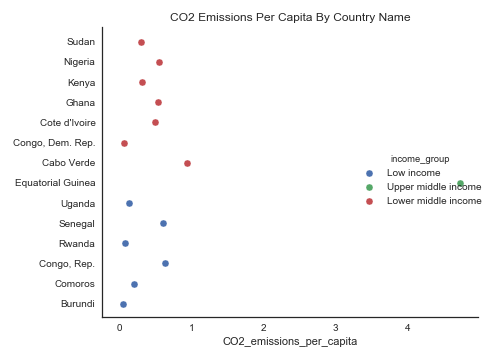 CO2 Emissions Per Capita By Country Name
Sudan
Nigeria
Kenya
Ghana
Cote d'Ivoire
Congo, Dem. Rep.
Cabo Verde
Equatorial Guinea
Uganda
Senegal
Rwanda
Congo, Rep.
Comoros
Burundi
income_group
Low income
Upper middle income
Lower middle income
0 1 2 3 4
CO2_emissions_per_capita